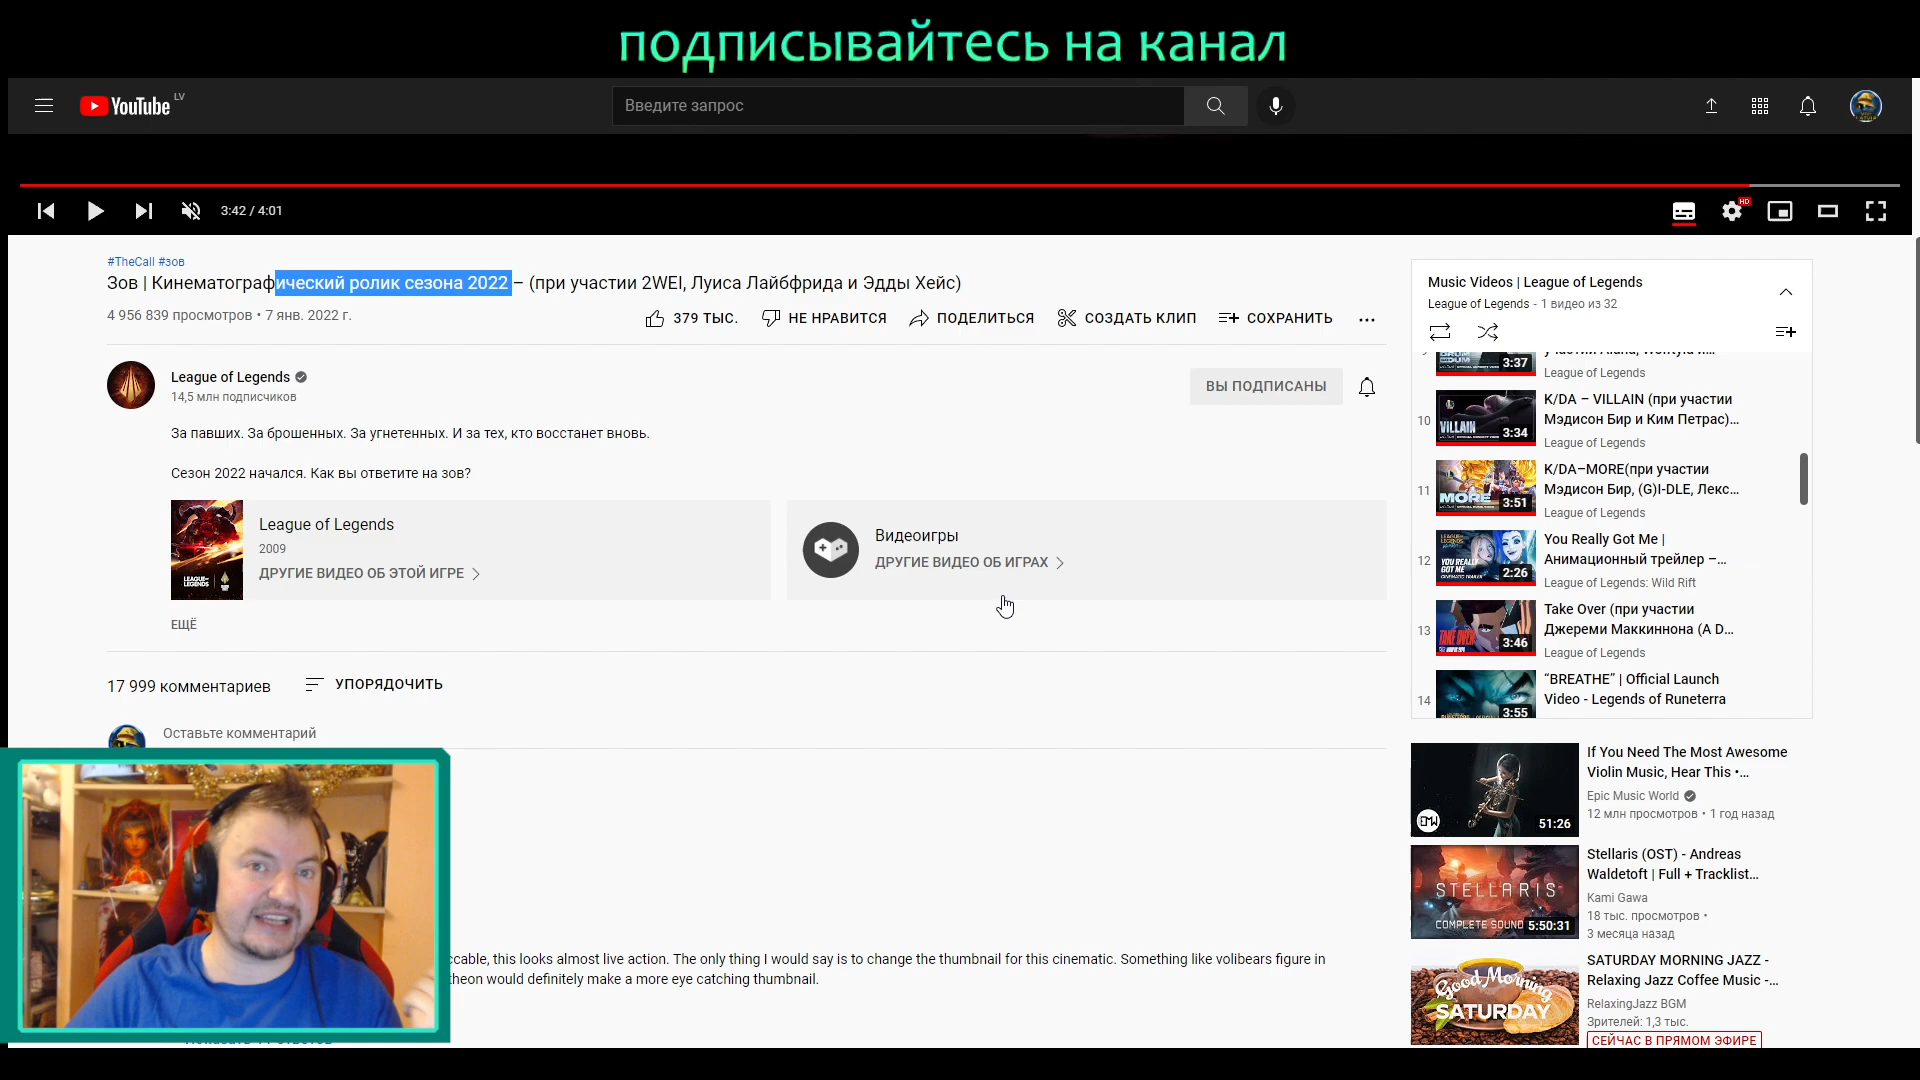 подписывайтесь на канал
YouTube LV
Введите запрос
3:42 / 4:01
HD
#TheCall #зов
Зов | Кинематографический ролик сезона 2022 – (при участии 2WEI, Луиса Лайбфрида и Эдды Хейс)
4 956 839 просмотров • 7 янв. 2022 г.
379 ТЫС.
НЕ НРАВИТСЯ
ПОДЕЛИТЬСЯ
СОЗДАТЬ КЛИП
СОХРАНИТЬ
League of Legends
14,5 млн подписчиков
ВЫ ПОДПИСАНЫ
За павших. За брошенных. За угнетенных. И за тех, кто восстанет вновь.
Сезон 2022 начался. Как вы ответите на зов?
League of Legends
2009
ДРУГИЕ ВИДЕО ОБ ЭТОЙ ИГРЕ
Видеоигры
ДРУГИЕ ВИДЕО ОБ ИГРАХ
ЕЩЁ
17 999 комментариев
УПОРЯДОЧИТЬ
Оставьте комментарий
ccable, this looks almost live action. The only thing I would say is to change the thumbnail for this cinematic. Something like volibears figure in
theon would definitely make a more eye catching thumbnail.
Music Videos | League of Legends
League of Legends - 1 видео из 32
3:37
League of Legends
10
VILLAIN
3:34
K/DA – VILLAIN (при участии
Мэдисон Бир и Ким Петрас)...
League of Legends
11
MORE
3:51
K/DA–MORE(при участии
Мэдисон Бир, (G)I-DLE, Лекс...
League of Legends
12
YOU REALLY
GOT ME
2:26
You Really Got Me |
Анимационный трейлер –...
League of Legends: Wild Rift
13
TAKE OVER
3:46
Take Over (при участии
Джереми Маккиннона (A D...
League of Legends
14
3:55
“BREATHE” | Official Launch
Video - Legends of Runeterra
EMW
51:26
If You Need The Most Awesome
Violin Music, Hear This •...
Epic Music World
12 млн просмотров • 1 год назад
STELLARIS
COMPLETE SOUND
5:50:31
Stellaris (OST) - Andreas
Waldetoft | Full + Tracklist...
Kami Gawa
18 тыс. просмотров •
3 месяца назад
Good Morning
SATURDAY
SATURDAY MORNING JAZZ -
Relaxing Jazz Coffee Music -...
RelaxingJazz BGM
Зрителей: 1,3 тыс.
СЕЙЧАС В ПРЯМОМ ЭФИРЕ